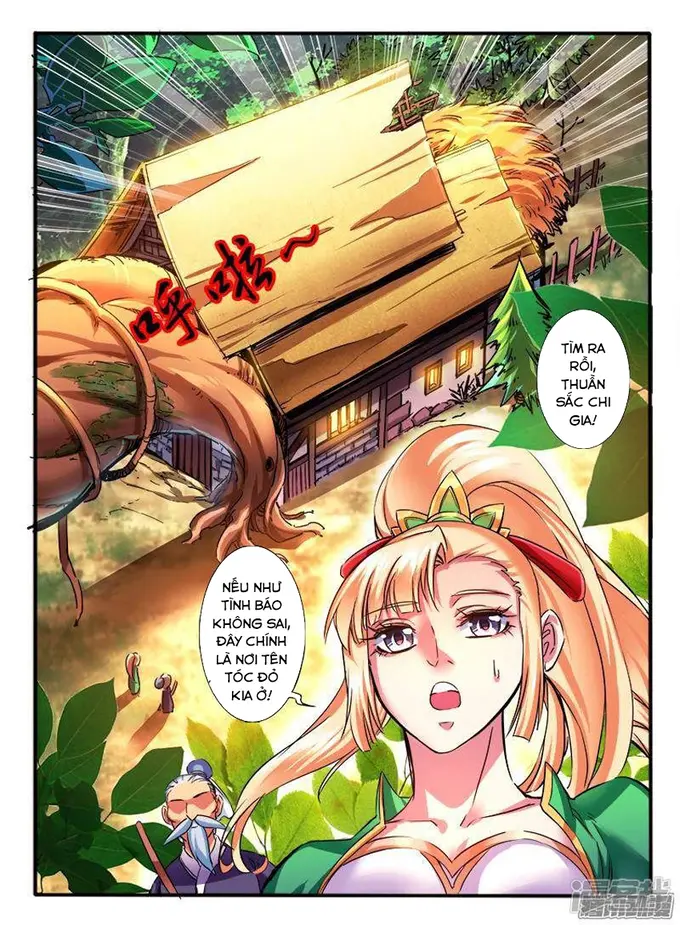 呼啦~
TÌM RA
RỒI,
THUẪN
SẮC CHI
GIA!
NẾU NHƯ
TÌNH BÁO
KHÔNG SAI,
ĐÂY CHÍNH
LÀ NƠI TÊN
TÓC ĐỎ
KIA Ở!